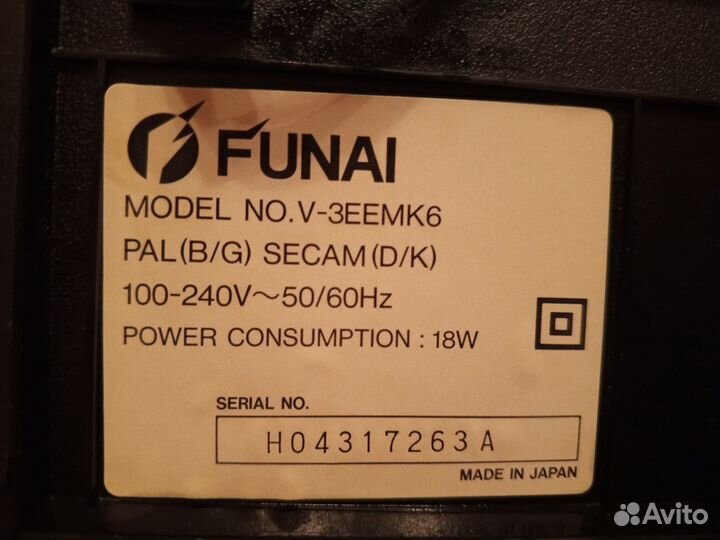 FUNAI
MODEL NO.V-3EEMK6
PAL(B/G) SECAM(D/K)
100-240V～50/60Hz
POWER CONSUMPTION : 18W
SERIAL NO.
H04317263A
MADE IN JAPAN
Avito